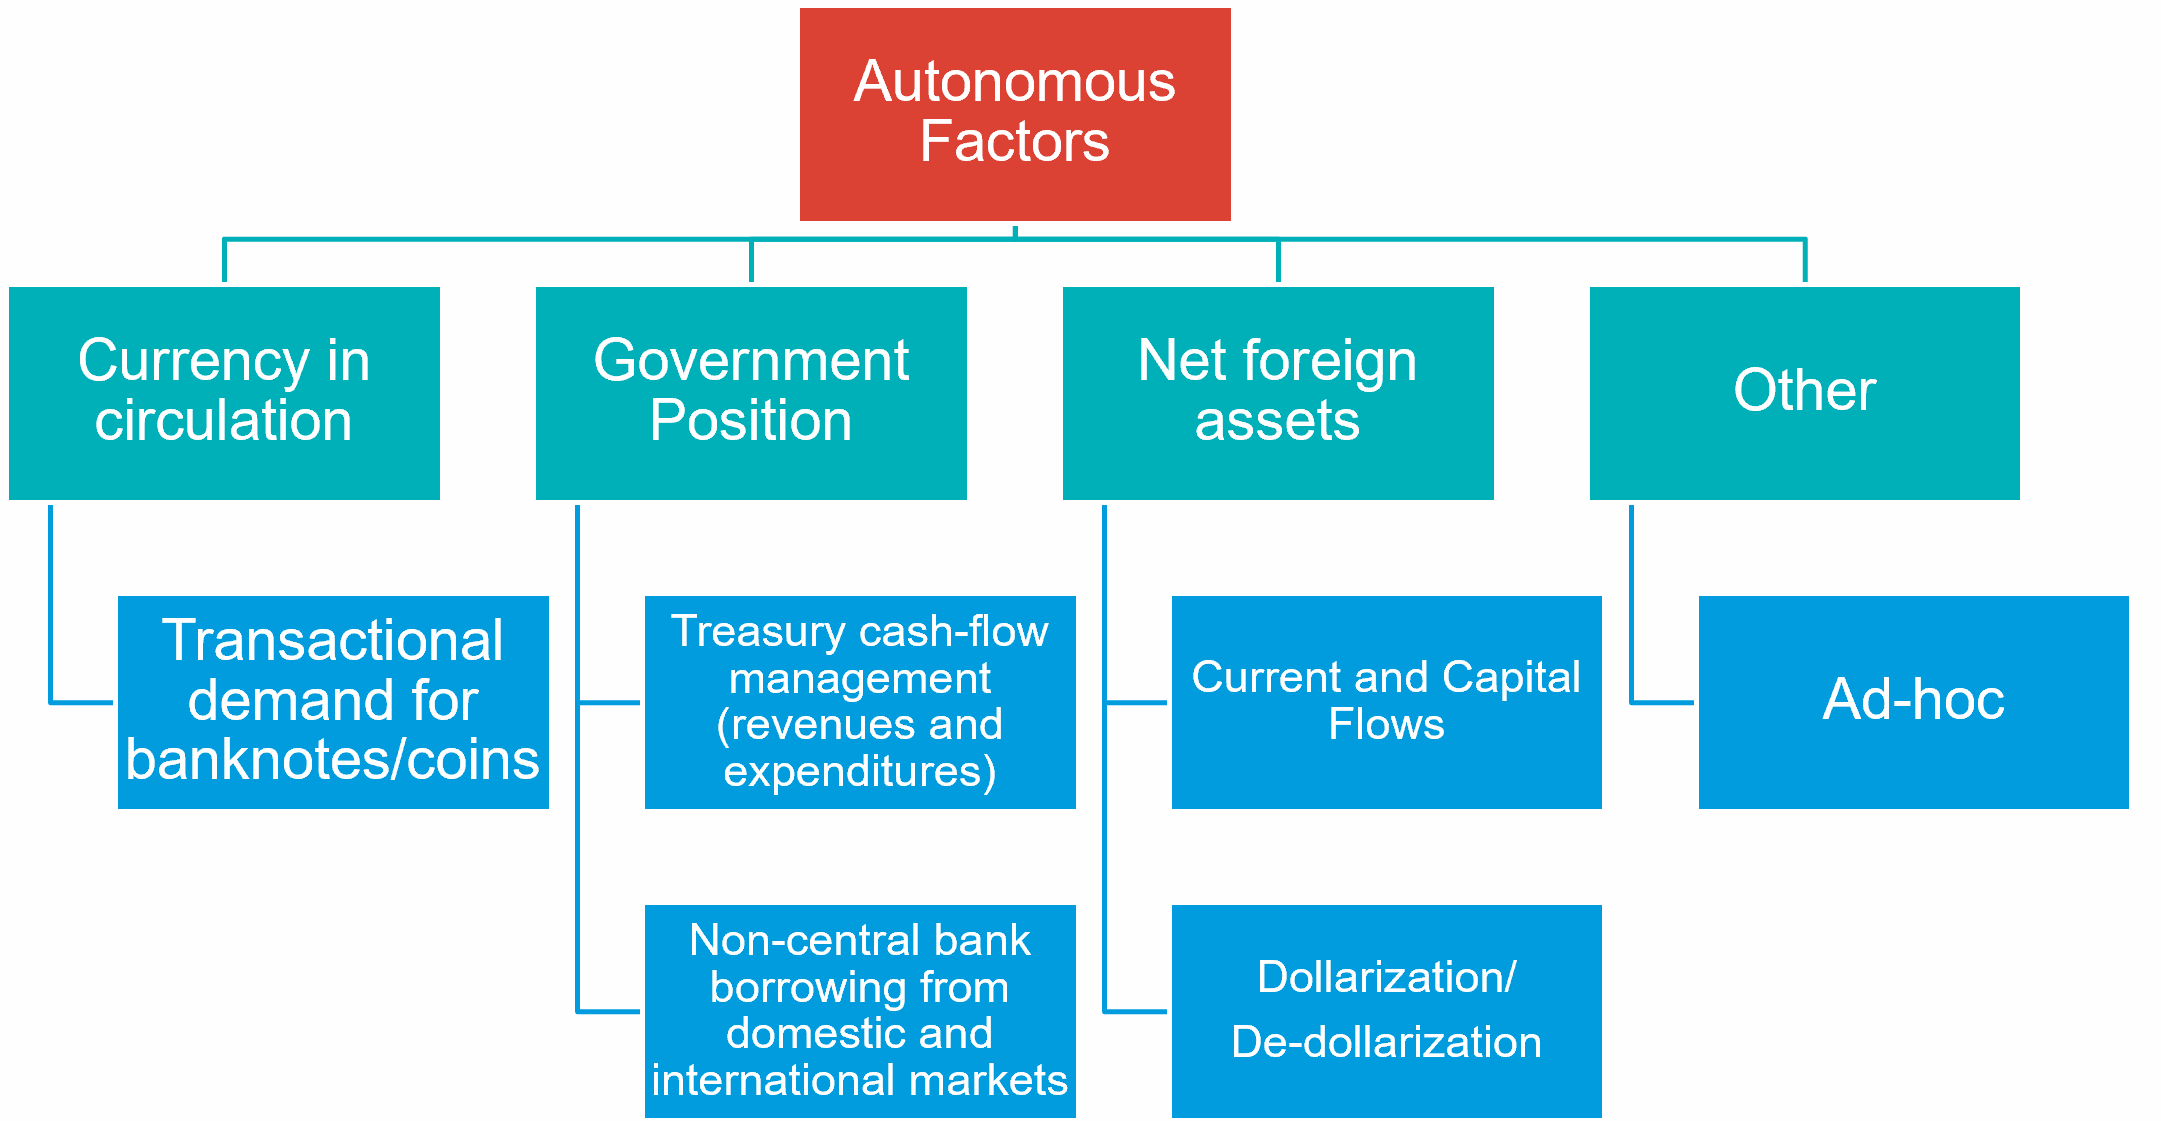 Autonomous
Factors
Currency in
circulation
Government
Position
Net foreign
assets
Other
Transactional
demand for
banknotes/coins
Treasury cash-flow
management
(revenues and
expenditures)
Current and Capital
Flows
Ad-hoc
Non-central bank
borrowing from
domestic and
international markets
Dollarization/
De-dollarization